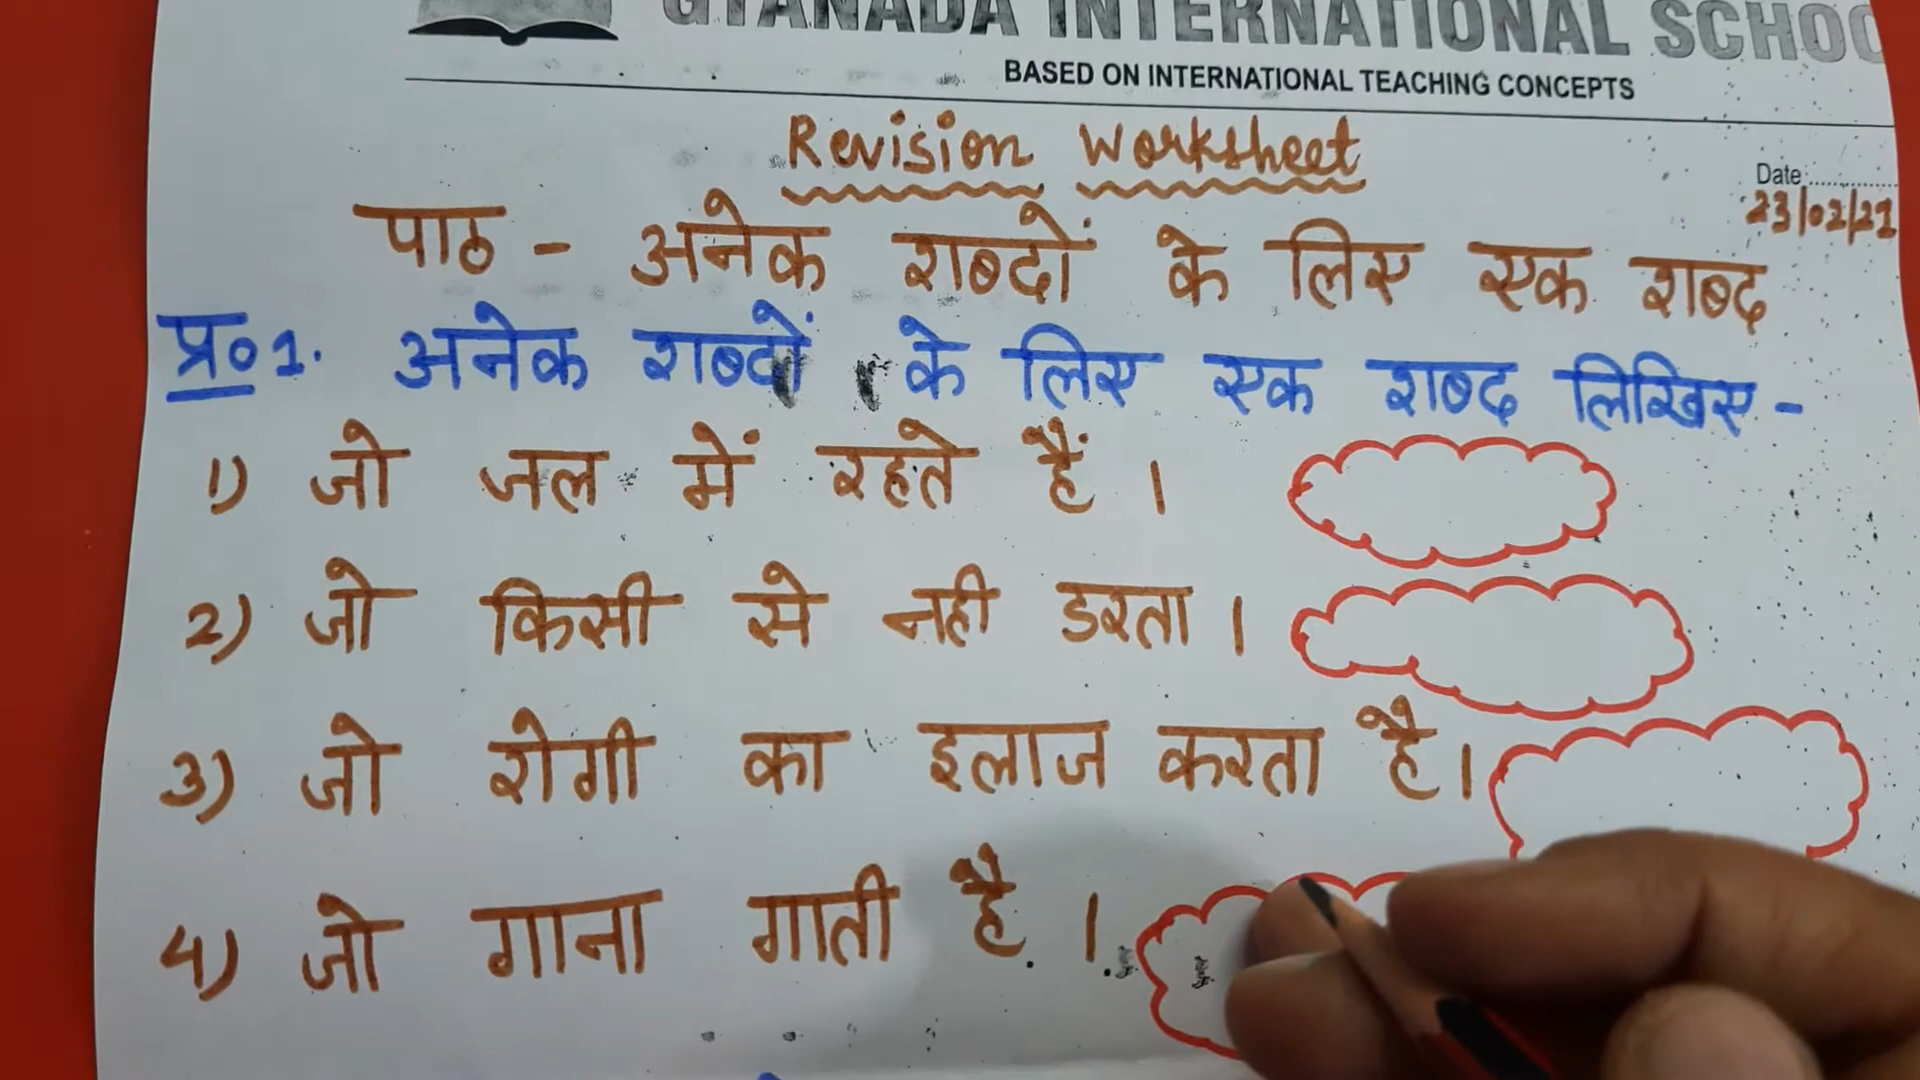 GYANADA INTERNATIONAL SCHOO
BASED ON INTERNATIONAL TEACHING CONCEPTS
Revision Worksheet
Date:
23/02/21
पाठ - अनेक शब्दों के लिए एक शब्द
प्र०1. अनेक शब्दों के लिए एक शब्द लिखिए -
1) जो जल में रहते हैं ।
2) जो किसी से नही डरता ।
3) जो रोगी का इलाज करता है ।
4) जो गाना गाती है ।